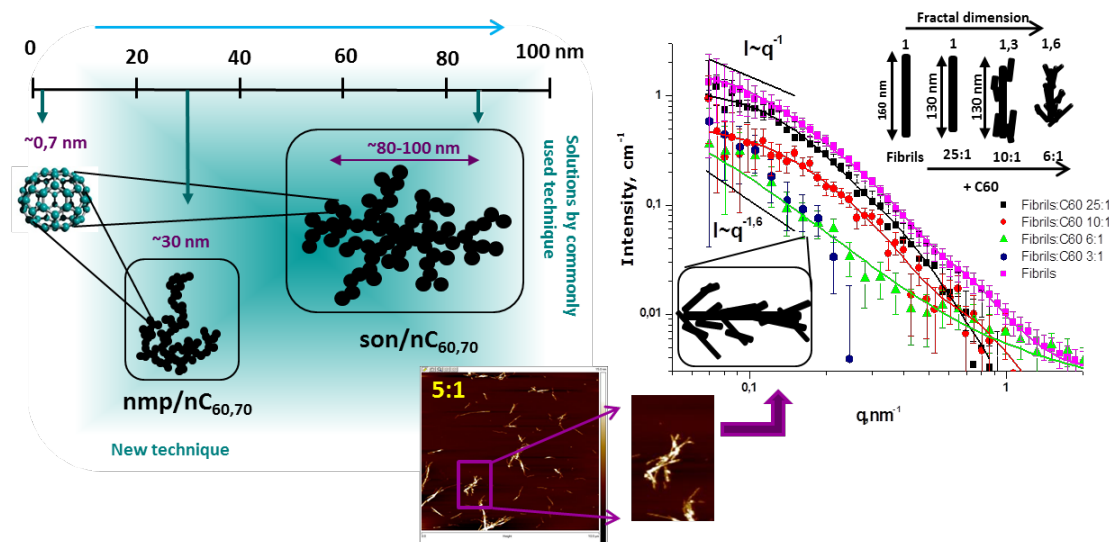 0
20
40
60
80
100 nm
~0,7 nm
~30 nm
~80-100 nm
nmp/nC60,70
son/nC60,70
New technique
Solutions by commonly
used technique
5:1
Intensity, cm-1
1
0,1
0,01
0,1
1
q,nm-1
I~q-1
I~q-1,6
Fractal dimension
1
1
1,3
1,6
160 nm
130 nm
130 nm
Fibrils
25:1
10:1
6:1
+ C60
Fibrils:C60 25:1
Fibrils:C60 10:1
Fibrils:C60 6:1
Fibrils:C60 3:1
Fibrils